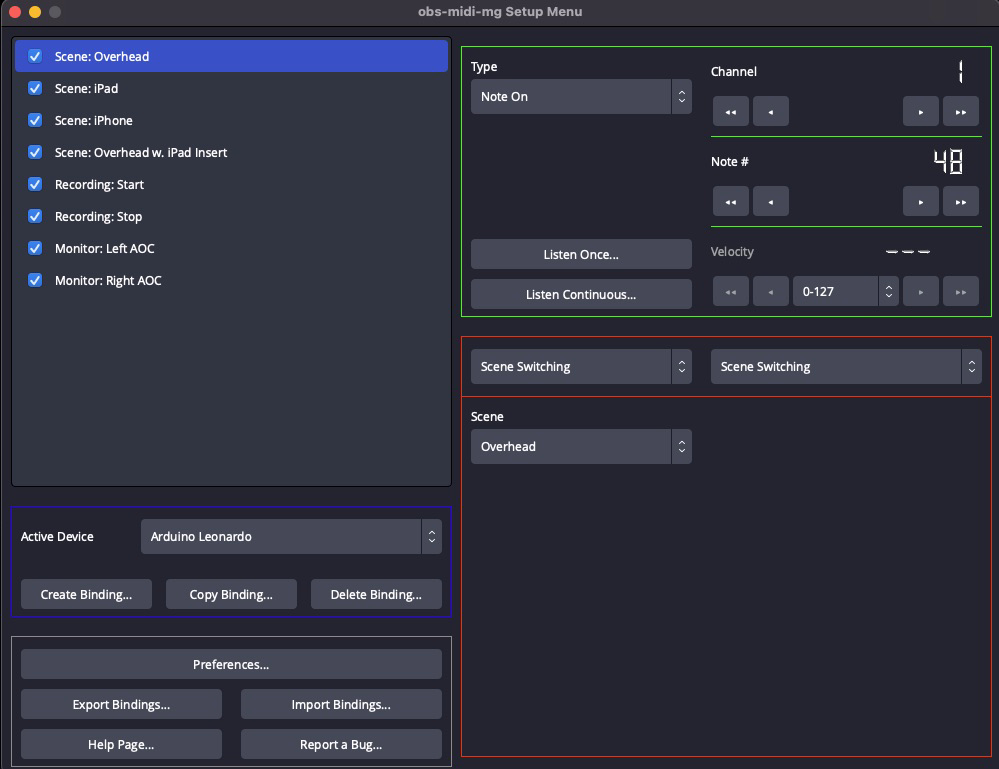 obs-midi-mg Setup Menu
Scene: Overhead
Scene: iPad
Scene: iPhone
Scene: Overhead w. iPad Insert
Recording: Start
Recording: Stop
Monitor: Left AOC
Monitor: Right AOC
Active Device
Arduino Leonardo
Create Binding...
Copy Binding...
Delete Binding...
Preferences...
Export Bindings...
Import Bindings...
Help Page...
Report a Bug...
Type
Note On
Listen Once...
Listen Continuous...
Channel
1
Note #
48
Velocity
---
0-127
Scene Switching
Scene Switching
Scene
Overhead